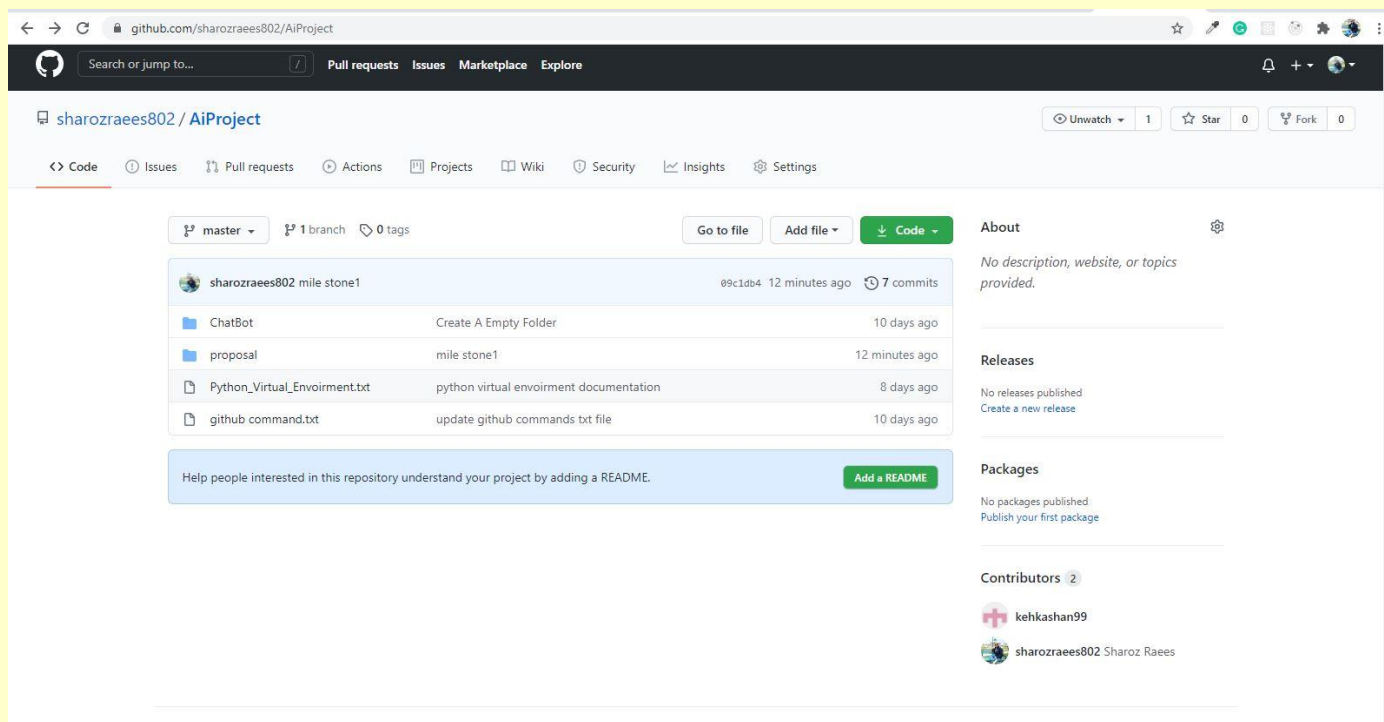 github.com/sharozraees802/AiProject
Search or jump to... / Pull requests Issues Marketplace Explore
sharozraees802 / AiProject Unwatch 1 Star 0 Fork 0
Code Issues Pull requests Actions Projects Wiki Security Insights Settings
master 1 branch 0 tags Go to file Add file Code
sharozraees802 mile stone1 09c1db4 12 minutes ago 7 commits
ChatBot Create A Empty Folder 10 days ago
proposal mile stone1 12 minutes ago
Python_Virtual_Envoirment.txt python virtual envoirment documentation 8 days ago
github command.txt update github commands txt file 10 days ago
Help people interested in this repository understand your project by adding a README. Add a README
About
No description, website, or topics
provided.
Releases
No releases published
Create a new release
Packages
No packages published
Publish your first package
Contributors 2
kehkashan99
sharozraees802 Sharoz Raees